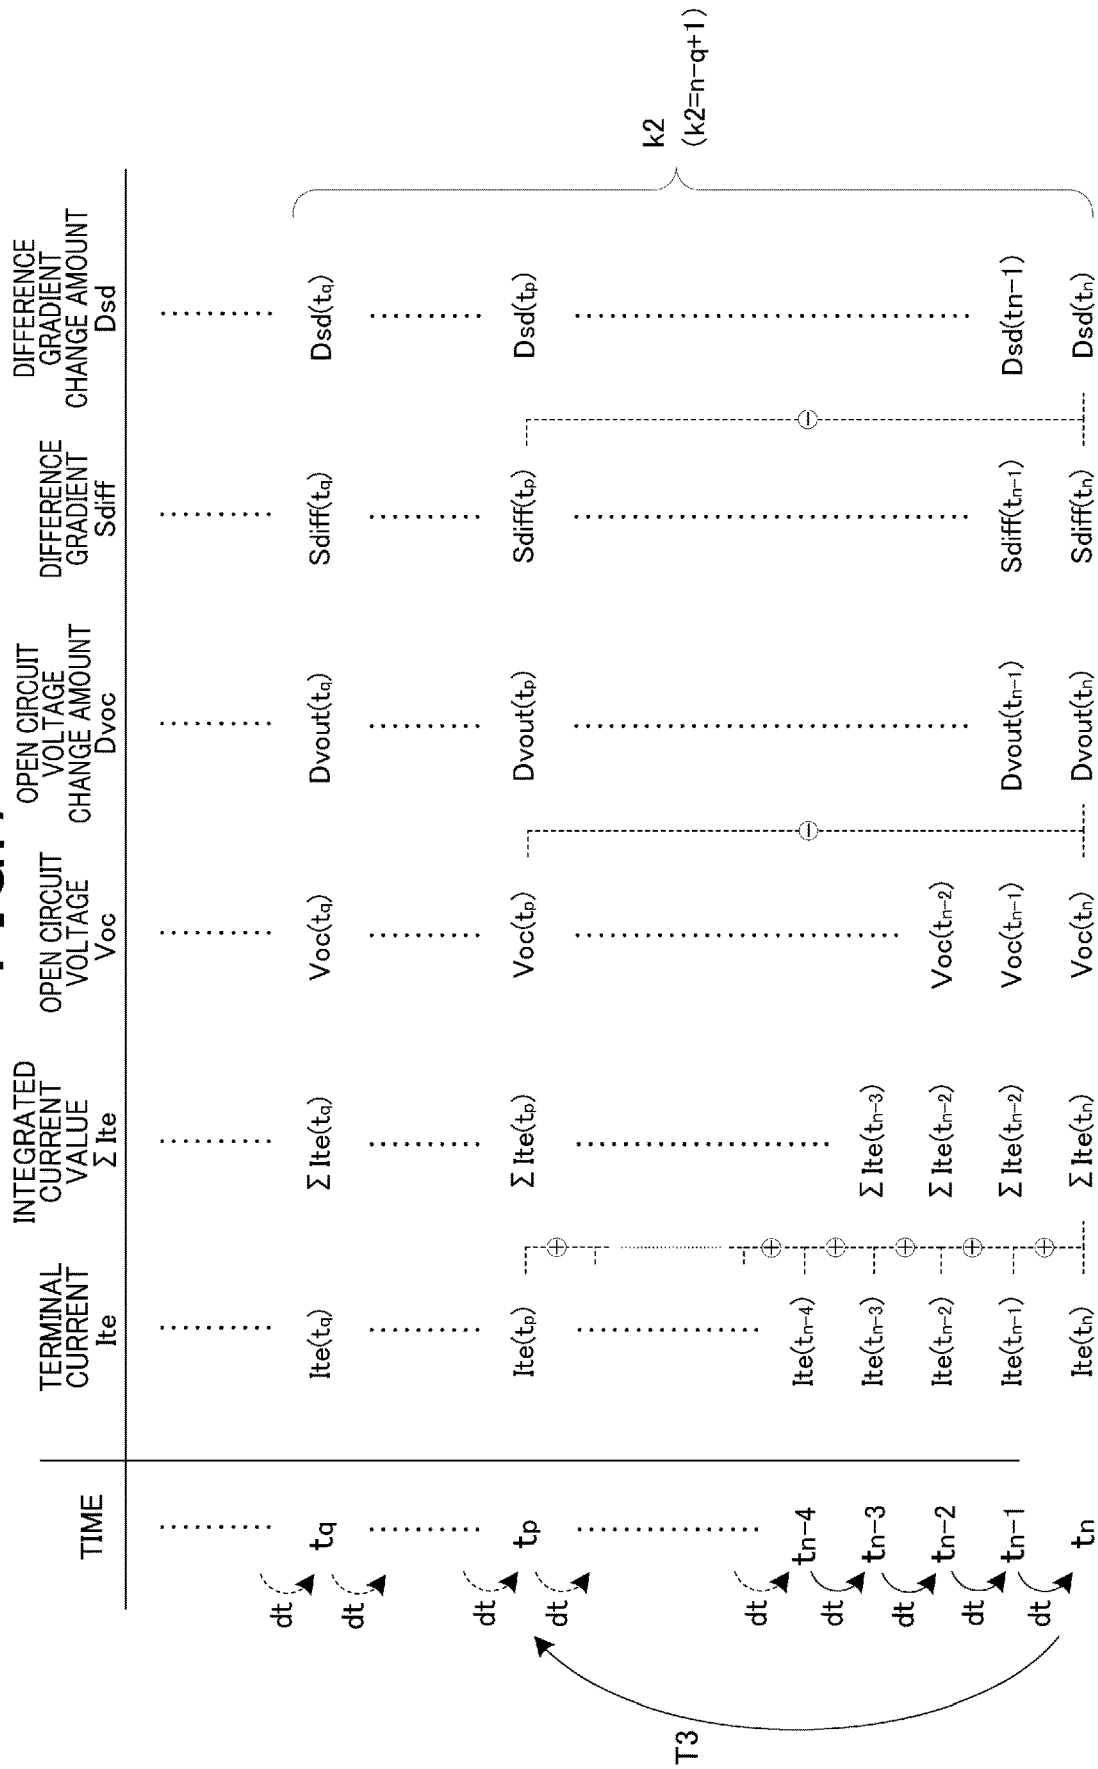 TIME
TERMINAL
CURRENT
Ite
INTEGRATED
CURRENT
VALUE
Σ Ite
OPEN CIRCUIT
VOLTAGE
Voc
OPEN CIRCUIT
VOLTAGE
CHANGE AMOUNT
Dvoc
DIFFERENCE
GRADIENT
Sdiff
DIFFERENCE
GRADIENT
CHANGE AMOUNT
Dsd
dt
tq Ite(tq) Σ Ite(tq) Voc(tq) Dvout(tq) Sdiff(tq) Dsd(tq)
dt
dt
tp Ite(tp) Σ Ite(tp) Voc(tp) Dvout(tp) Sdiff(tp) Dsd(tp)
dt
dt
tn-4 Ite(tn-4)
dt
tn-3 Ite(tn-3) Σ Ite(tn-3)
dt
tn-2 Ite(tn-2) Σ Ite(tn-2) Voc(tn-2)
dt
tn-1 Ite(tn-1) Σ Ite(tn-2) Voc(tn-1) Dvout(tn-1) Sdiff(tn-1) Dsd(tn-1)
dt
tn Ite(tn) Σ Ite(tn) Voc(tn) Dvout(tn) Sdiff(tn) Dsd(tn)
T3
k2
(k2=n-q+1)